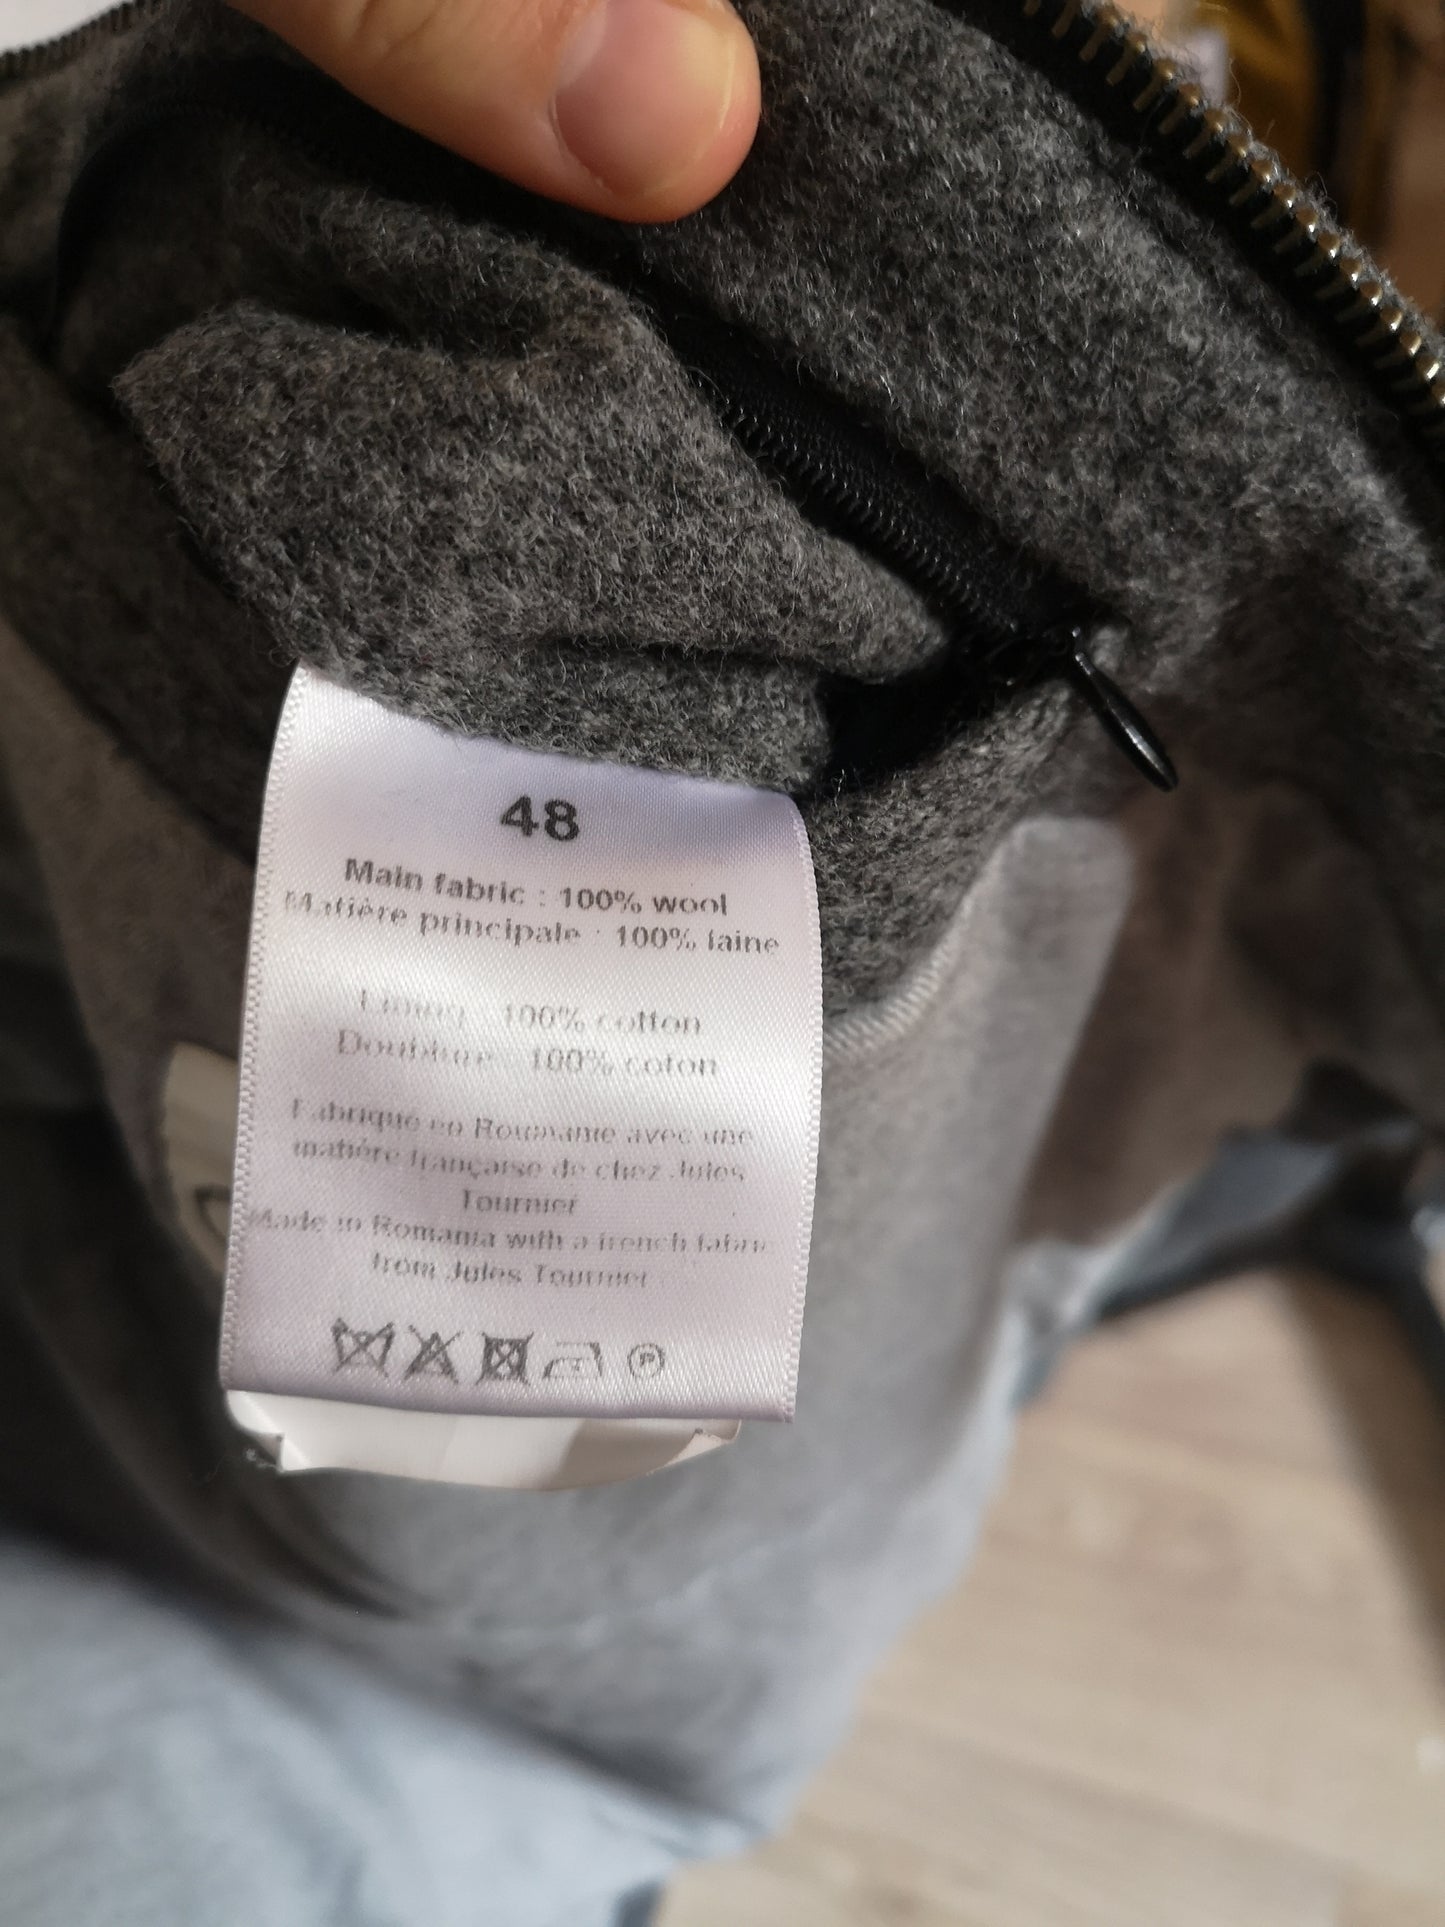 48
Main fabric : 100% wool
Matière principale : 100% laine
Lining : 100% cotton
Doublure : 100% coton
Fabriqué en Roumanie avec une
matière française de chez Jules
Tournier
Made in Romania with a french fabric
from Jules Tournier
P